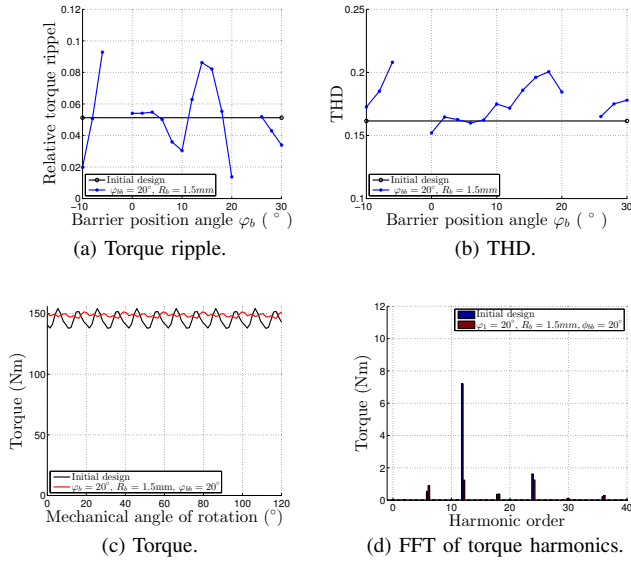 0.12
0.1
0.08
0.06
0.04
0.02
0
Relative torque rippel
Initial design
φbb = 20°, Rb = 1.5mm
−10 0 10 20 30
Barrier position angle φb ( ° )
(a) Torque ripple.
0.25
0.2
0.15
0.1
THD
Initial design
φbb = 20°, Rb = 1.5mm
−10 0 10 20 30
Barrier position angle φb ( ° )
(b) THD.
150
100
50
0
Torque (Nm)
Initial design
φb = 20°, Rb = 1.5mm, φbb = 20°
0 20 40 60 80 100 120
Mechanical angle of rotation (°)
(c) Torque.
12
10
8
6
4
2
0
Torque (Nm)
Initial design
φ1 = 20°, Rb = 1.5mm, ϕbb = 20°
0 10 20 30 40
Harmonic order
(d) FFT of torque harmonics.